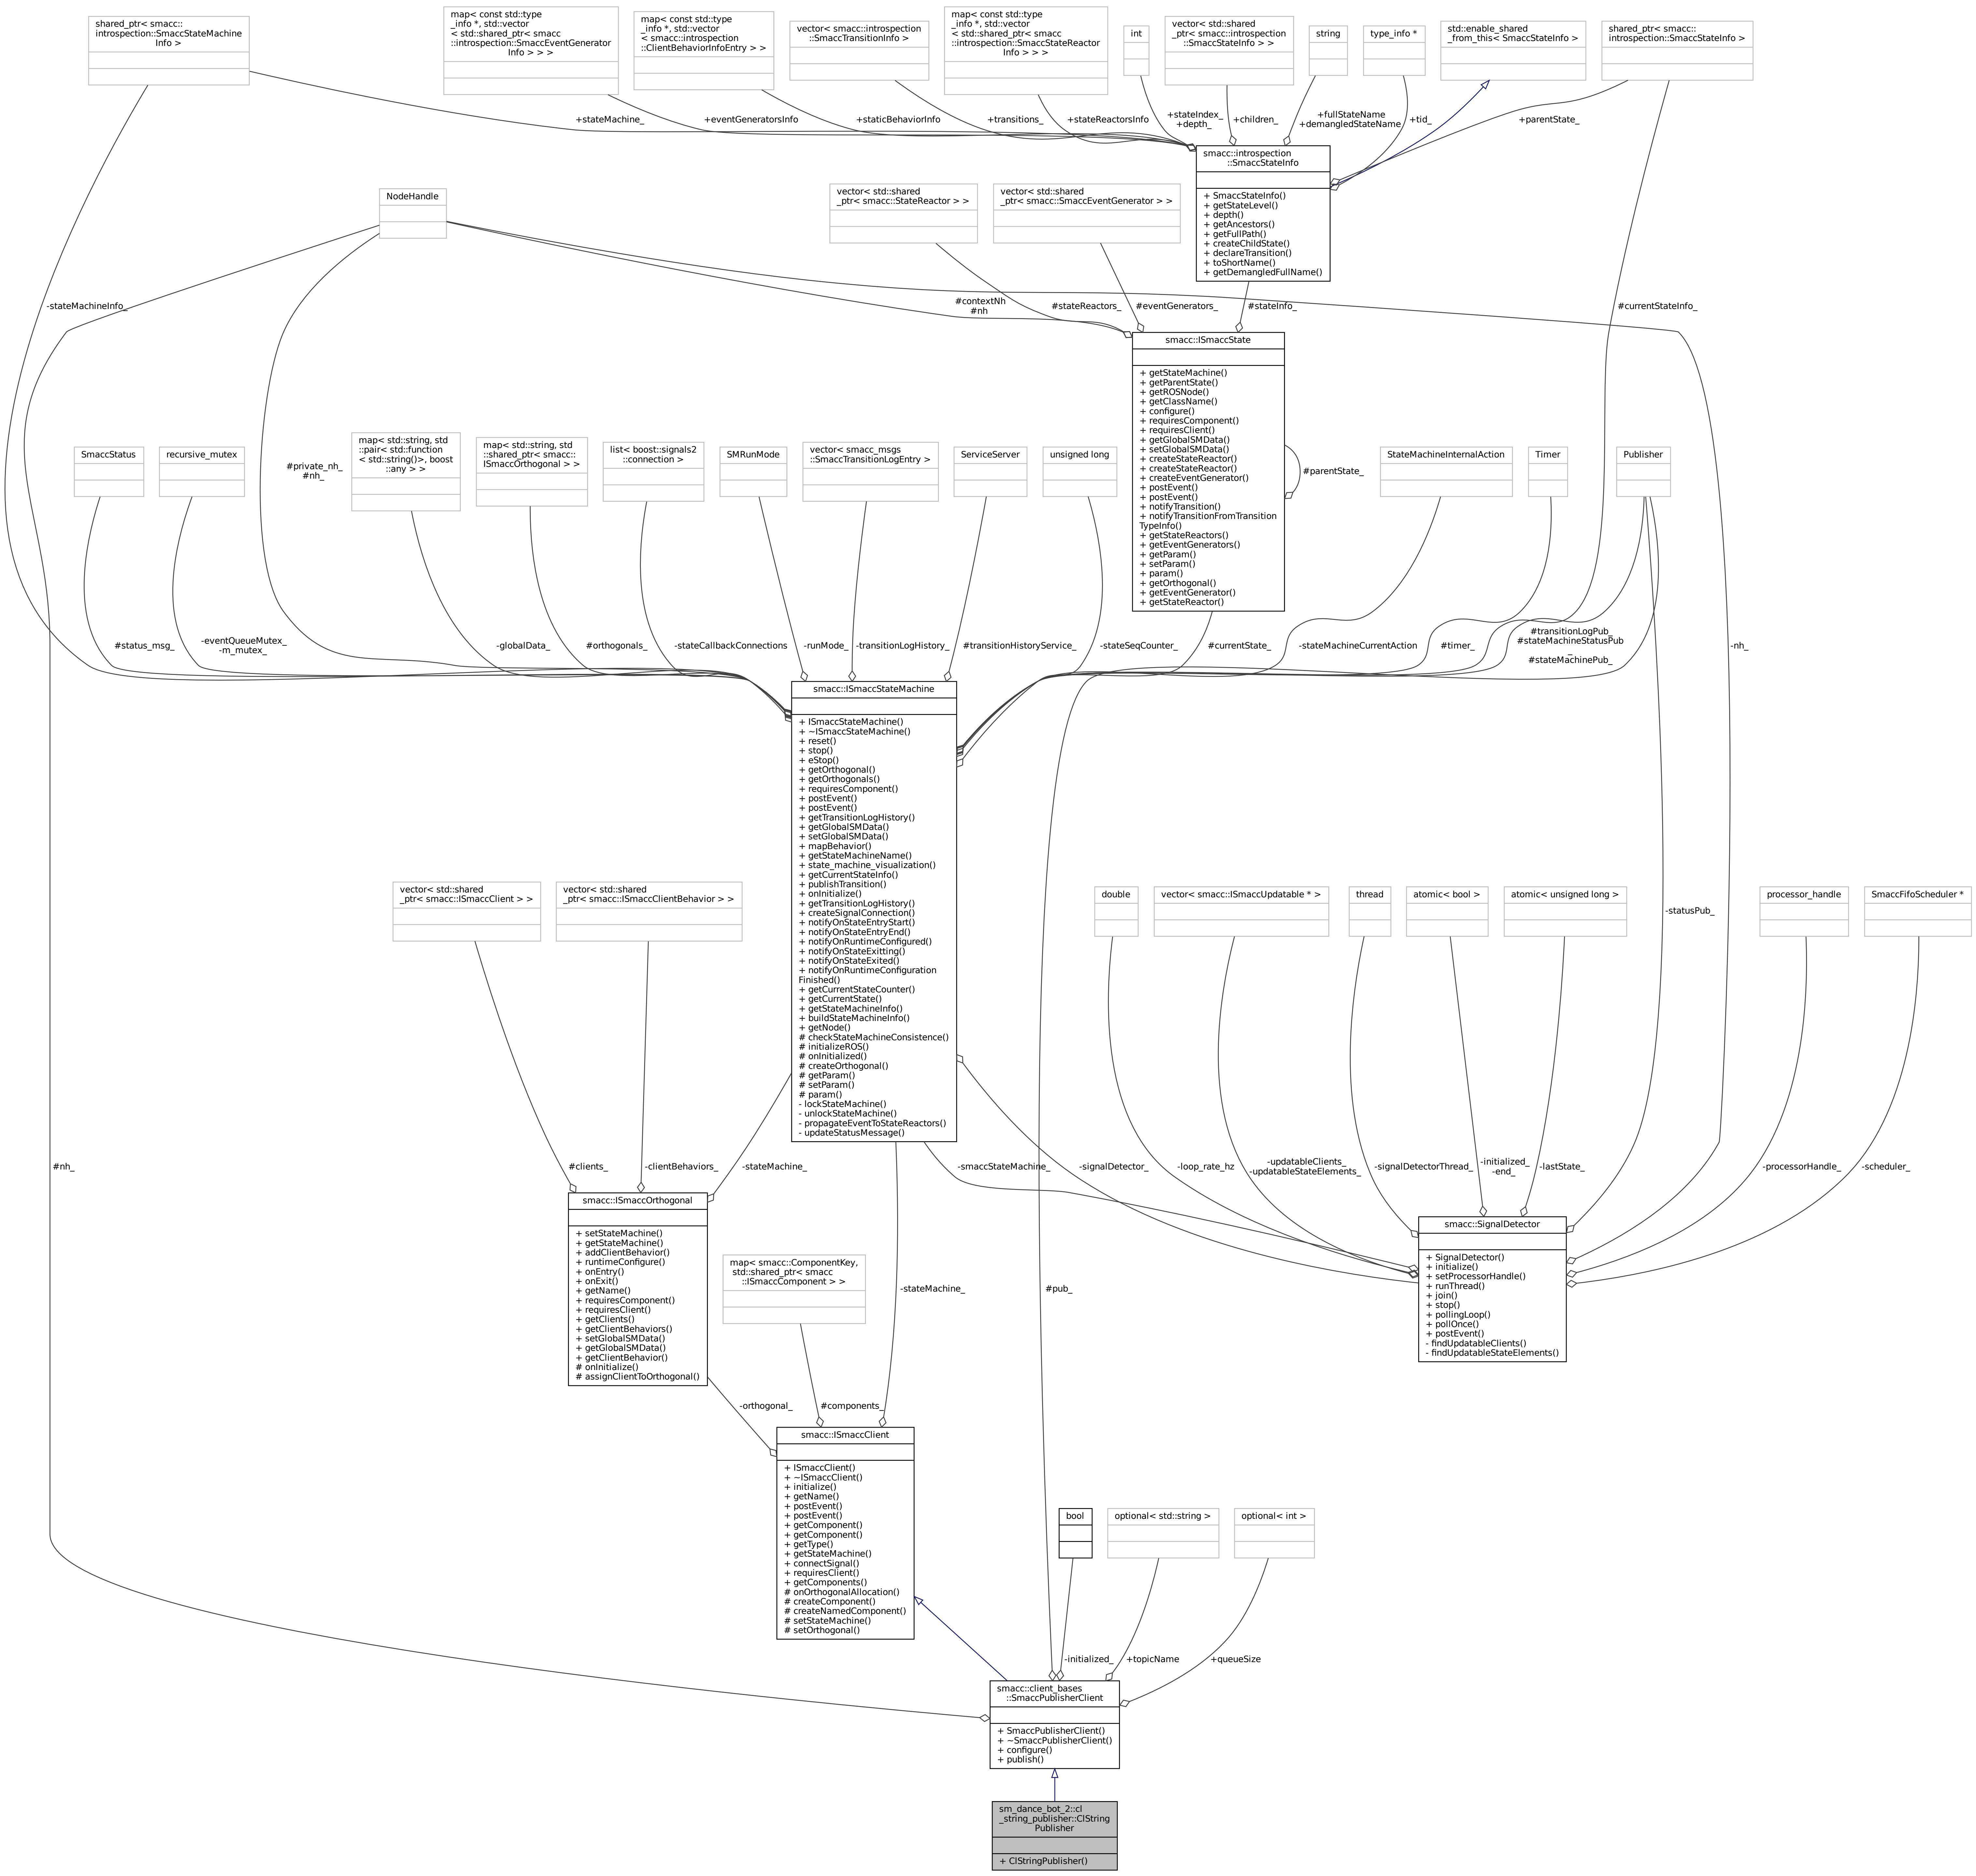 shared_ptr< smacc::
introspection::SmaccStateMachine
Info >
map< const std::type
_info *, std::vector
< std::shared_ptr< smacc
::introspection::SmaccEventGenerator
Info > > >
map< const std::type
_info *, std::vector
< smacc::introspection
::ClientBehaviorInfoEntry > >
vector< smacc::introspection
::SmaccTransitionInfo >
map< const std::type
_info *, std::vector
< std::shared_ptr< smacc
::introspection::SmaccStateReactor
Info > > >
int
vector< std::shared
_ptr< smacc::introspection
::SmaccStateInfo > >
string
type_info *
std::enable_shared
_from_this< SmaccStateInfo >
shared_ptr< smacc::
introspection::SmaccStateInfo >
+stateMachine_
+eventGeneratorsInfo
+staticBehaviorInfo
+transitions_
+stateReactorsInfo
+stateIndex_
+depth_
+children_
+fullStateName
+demangledStateName
+tid_
+parentState_
smacc::introspection
::SmaccStateInfo
+ SmaccStateInfo()
+ getStateLevel()
+ depth()
+ getAncestors()
+ getFullPath()
+ createChildState()
+ declareTransition()
+ toShortName()
+ getDemangledFullName()
NodeHandle
vector< std::shared
_ptr< smacc::StateReactor > >
vector< std::shared
_ptr< smacc::SmaccEventGenerator > >
-stateMachineInfo_
#contextNh
#nh
#stateReactors_
#eventGenerators_
#stateInfo_
#currentStateInfo_
smacc::ISmaccState
+ getStateMachine()
+ getParentState()
+ getROSNode()
+ getClassName()
+ configure()
+ requiresComponent()
+ requiresClient()
+ getGlobalSMData()
+ setGlobalSMData()
+ createStateReactor()
+ createStateReactor()
+ createEventGenerator()
+ postEvent()
+ postEvent()
+ notifyTransition()
+ notifyTransitionFromTransition
TypeInfo()
+ getStateReactors()
+ getEventGenerators()
+ getParam()
+ setParam()
+ param()
+ getOrthogonal()
+ getEventGenerator()
+ getStateReactor()
#parentState_
SmaccStatus
recursive_mutex
#private_nh_
#nh_
map< std::string, std
::pair< std::function
< std::string()>, boost
::any > >
map< std::string, std
::shared_ptr< smacc::
ISmaccOrthogonal > >
list< boost::signals2
::connection >
SMRunMode
vector< smacc_msgs
::SmaccTransitionLogEntry >
ServiceServer
unsigned long
StateMachineInternalAction
Timer
Publisher
#status_msg_
-eventQueueMutex_
-m_mutex_
-globalData_
#orthogonals_
-stateCallbackConnections
-runMode_
-transitionLogHistory_
#transitionHistoryService_
-stateSeqCounter_
#currentState_
-stateMachineCurrentAction
#timer_
#transitionLogPub_
#stateMachineStatusPub
_
#stateMachinePub_
-nh_
smacc::ISmaccStateMachine
+ ISmaccStateMachine()
+ ~ISmaccStateMachine()
+ reset()
+ stop()
+ eStop()
+ getOrthogonal()
+ getOrthogonals()
+ requiresComponent()
+ postEvent()
+ postEvent()
+ getTransitionLogHistory()
+ getGlobalSMData()
+ setGlobalSMData()
+ mapBehavior()
+ getStateMachineName()
+ state_machine_visualization()
+ getCurrentStateInfo()
+ publishTransition()
+ onInitialize()
+ getTransitionLogHistory()
+ createSignalConnection()
+ notifyOnStateEntryStart()
+ notifyOnStateEntryEnd()
+ notifyOnRuntimeConfigured()
+ notifyOnStateExitting()
+ notifyOnStateExited()
+ notifyOnRuntimeConfiguration
Finished()
+ getCurrentStateCounter()
+ getCurrentState()
+ getStateMachineInfo()
+ buildStateMachineInfo()
+ getNode()
# checkStateMachineConsistence()
# initializeROS()
# onInitialized()
# createOrthogonal()
# getParam()
# setParam()
# param()
- lockStateMachine()
- unlockStateMachine()
- propagateEventToStateReactors()
- updateStatusMessage()
vector< std::shared
_ptr< smacc::ISmaccClient > >
vector< std::shared
_ptr< smacc::ISmaccClientBehavior > >
double
vector< smacc::ISmaccUpdatable * >
thread
atomic< bool >
atomic< unsigned long >
-statusPub_
processor_handle
SmaccFifoScheduler *
#nh_
#clients_
-clientBehaviors_
-stateMachine_
-smaccStateMachine_
-signalDetector_
-loop_rate_hz
-updatableClients_
-updatableStateElements_
-signalDetectorThread_
-initialized_
-end_
-lastState_
-processorHandle_
-scheduler_
smacc::ISmaccOrthogonal
+ setStateMachine()
+ getStateMachine()
+ addClientBehavior()
+ runtimeConfigure()
+ onEntry()
+ onExit()
+ getName()
+ requiresComponent()
+ requiresClient()
+ getClients()
+ getClientBehaviors()
+ setGlobalSMData()
+ getGlobalSMData()
+ getClientBehavior()
# onInitialize()
# assignClientToOrthogonal()
smacc::SignalDetector
+ SignalDetector()
+ initialize()
+ setProcessorHandle()
+ runThread()
+ join()
+ stop()
+ pollingLoop()
+ pollOnce()
+ postEvent()
- findUpdatableClients()
- findUpdatableStateElements()
map< smacc::ComponentKey,
std::shared_ptr< smacc
::ISmaccComponent > >
-stateMachine_
#pub_
-orthogonal_
#components_
smacc::ISmaccClient
+ ISmaccClient()
+ ~ISmaccClient()
+ initialize()
+ getName()
+ postEvent()
+ postEvent()
+ getComponent()
+ getComponent()
+ getType()
+ getStateMachine()
+ connectSignal()
+ requiresClient()
+ getComponents()
# onOrthogonalAllocation()
# createComponent()
# createNamedComponent()
# setStateMachine()
# setOrthogonal()
bool
optional< std::string >
optional< int >
-initialized_
+topicName
+queueSize
smacc::client_bases
::SmaccPublisherClient
+ SmaccPublisherClient()
+ ~SmaccPublisherClient()
+ configure()
+ publish()
sm_dance_bot_2::cl
_string_publisher::ClString
Publisher
+ ClStringPublisher()